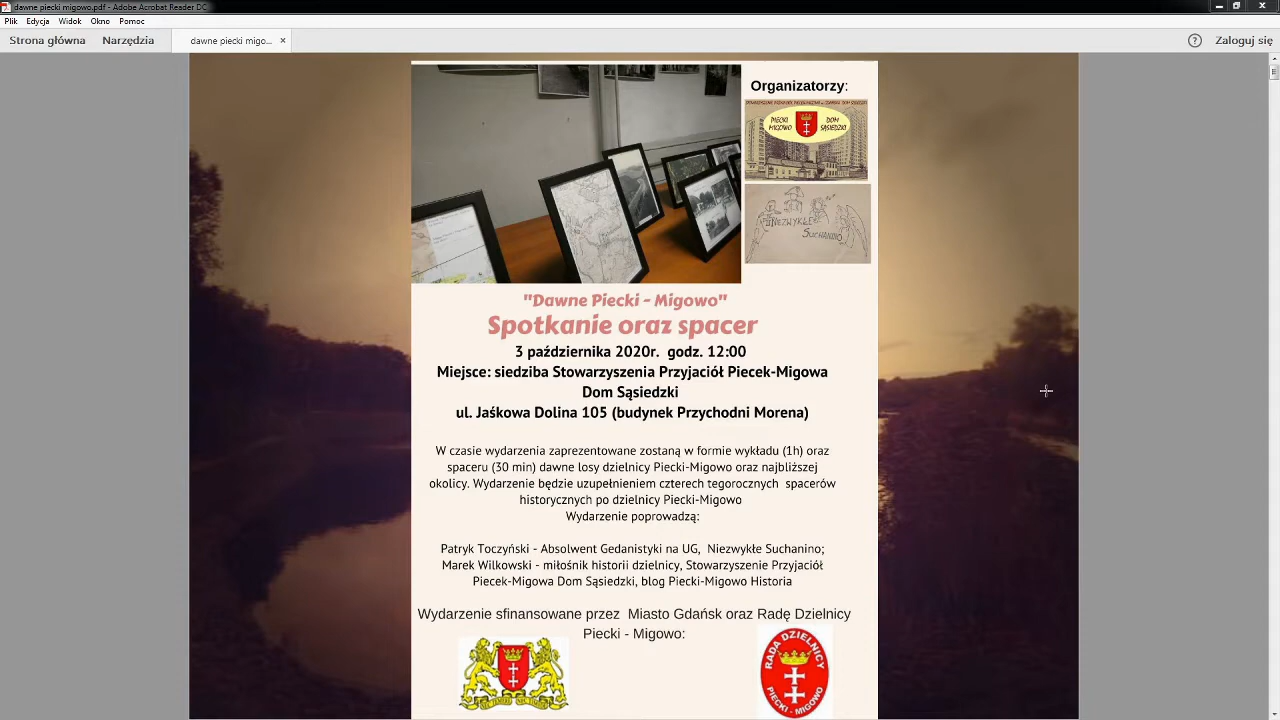 dawne piecki migowo.pdf - Adobe Acrobat Reader DC
Plik Edycja Widok Okno Pomoc
Strona główna Narzędzia dawne piecki migo... × ? Zaloguj się
Organizatorzy:
PIECKI MIGOWO DOM SĄSIEDZKI
NIEZWYKŁE
SUCHANINO
"Dawne Piecki - Migowo"
Spotkanie oraz spacer
3 października 2020r. godz. 12:00
Miejsce: siedziba Stowarzyszenia Przyjaciół Piecek-Migowa
Dom Sąsiedzki
ul. Jaśkowa Dolina 105 (budynek Przychodni Morena)
W czasie wydarzenia zaprezentowane zostaną w formie wykładu (1h) oraz
spaceru (30 min) dawne losy dzielnicy Piecki-Migowo oraz najbliższej
okolicy. Wydarzenie będzie uzupełnieniem czterech tegorocznych spacerów
historycznych po dzielnicy Piecki-Migowo
Wydarzenie poprowadzą:
Patryk Toczyński - Absolwent Gedanistyki na UG, Niezwykłe Suchanino;
Marek Wilkowski - miłośnik historii dzielnicy, Stowarzyszenie Przyjaciół
Piecek-Migowa Dom Sąsiedzki, blog Piecki-Migowo Historia
Wydarzenie sfinansowane przez Miasto Gdańsk oraz Radę Dzielnicy
Piecki - Migowo:
RADA DZIELNICY
PIECKI - MIGOWO